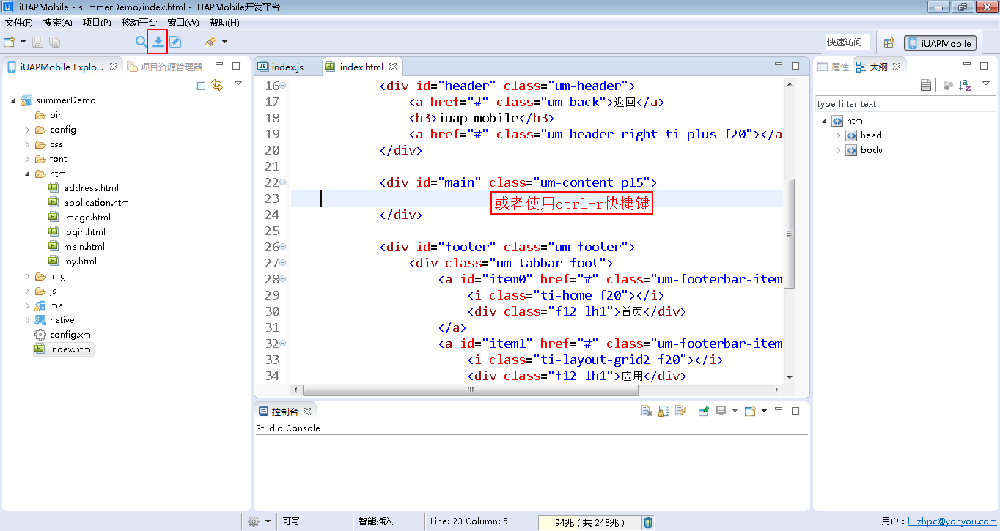 iUAPMobile - summerDemo/index.html - iUAPMobile开发平台
文件(F) 搜索(A) 项目(P) 移动平台 窗口(W) 帮助(H)
快速访问 iUAPMobile
iUAPMobile Explo... 项目资源管理器
summerDemo
bin
config
css
font
html
address.html
application.html
image.html
login.html
main.html
my.html
img
js
ma
native
config.xml
index.html
index.js index.html
16 <div id="header" class="um-header">
17 <a href="#" class="um-back">返回</a>
18 <h3>iuap mobile</h3>
19 <a href="#" class="um-header-right ti-plus f20"></a
20 </div>
21
22 <div id="main" class="um-content p15">
23 或者使用ctrl+r快捷键
24 </div>
25
26 <div id="footer" class="um-footer">
27 <div class="um-tabbar-foot">
28 <a id="item0" href="#" class="um-footerbar-item
29 <i class="ti-home f20"></i>
30 <div class="f12 lh1">首页</div>
31 </a>
32 <a id="item1" href="#" class="um-footerbar-item
33 <i class="ti-layout-grid2 f20"></i>
34 <div class="f12 lh1">应用</div>
控制台
Studio Console
属性 大纲
type filter text
html
head
body
可写 智能插入 Line: 23 Column: 5 94兆 ( 共 248兆 ) 用户：liuzhpc@yonyou.com